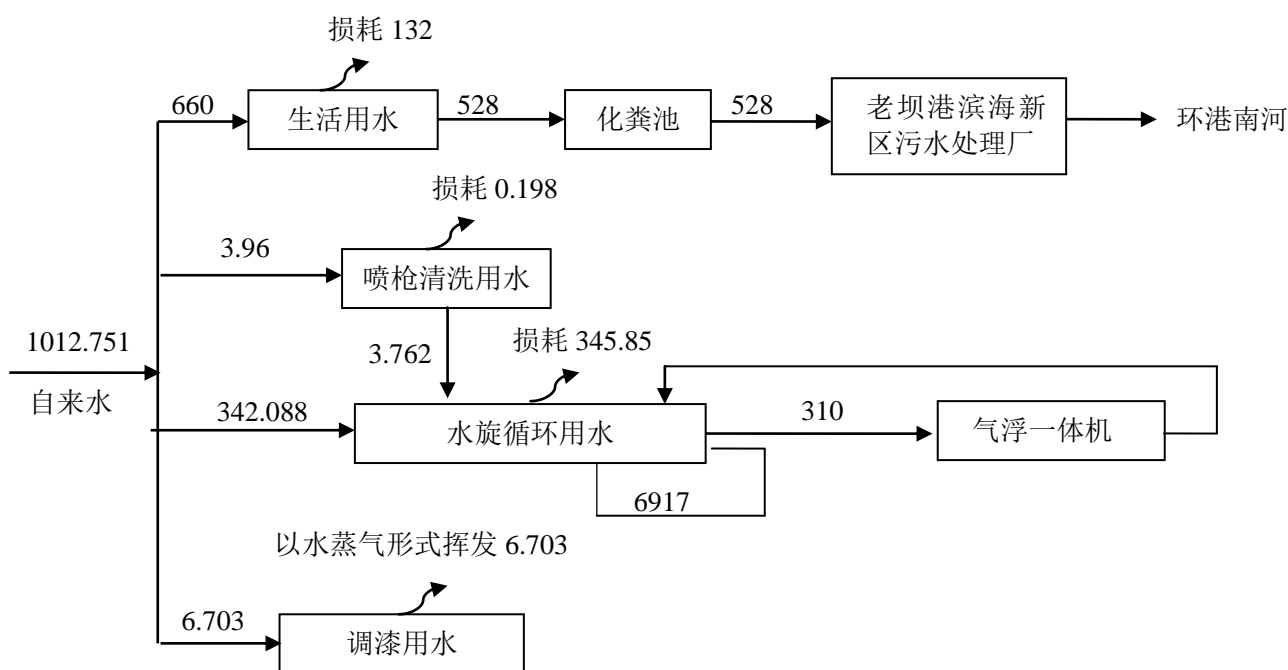 损耗 132
660
生活用水
528
化粪池
528
老坝港滨海新
区污水处理厂
环港南河
损耗 0.198
3.96
喷枪清洗用水
1012.751
自来水
3.762
损耗 345.85
342.088
水旋循环用水
310
气浮一体机
6917
以水蒸气形式挥发 6.703
6.703
调漆用水